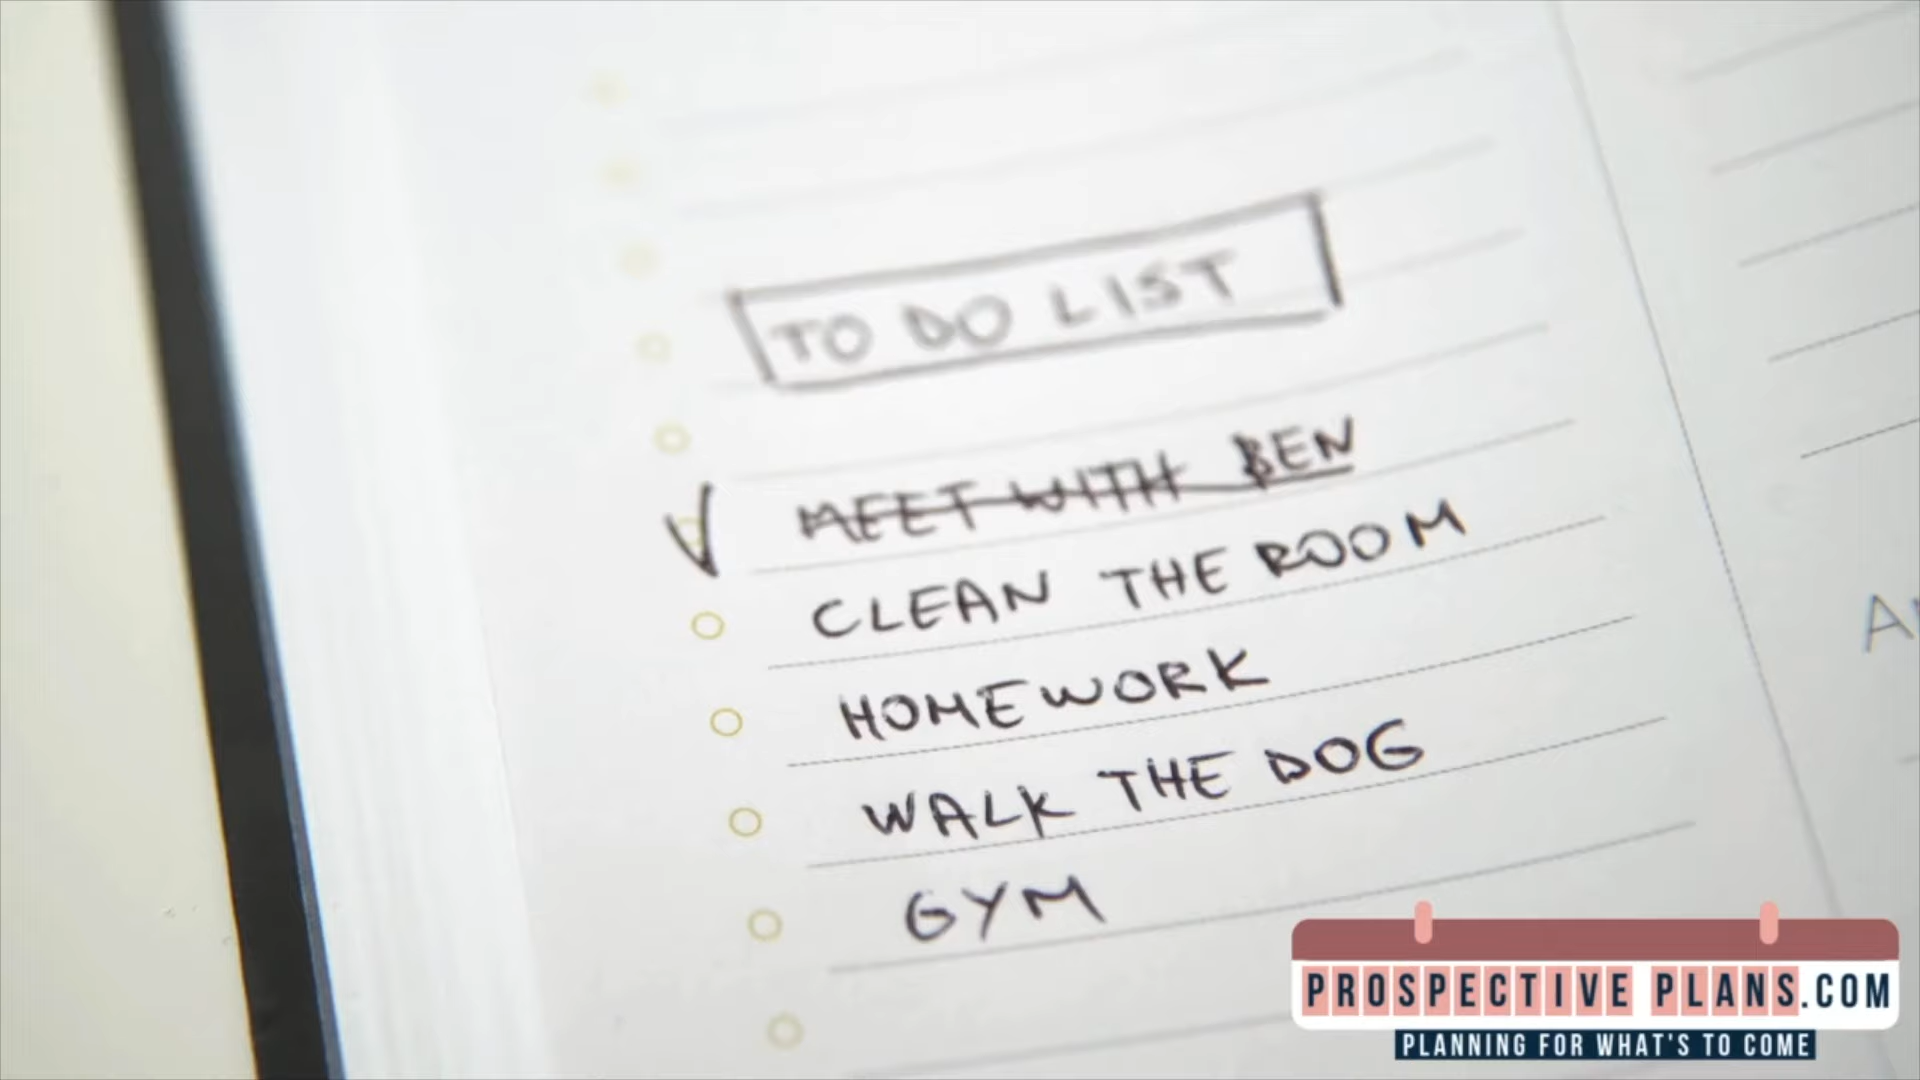 TO DO LIST
MEET WITH BEN
CLEAN THE ROOM
HOMEWORK
WALK THE DOG
GYM
PROSPECTIVE PLANS.COM
PLANNING FOR WHAT'S TO COME